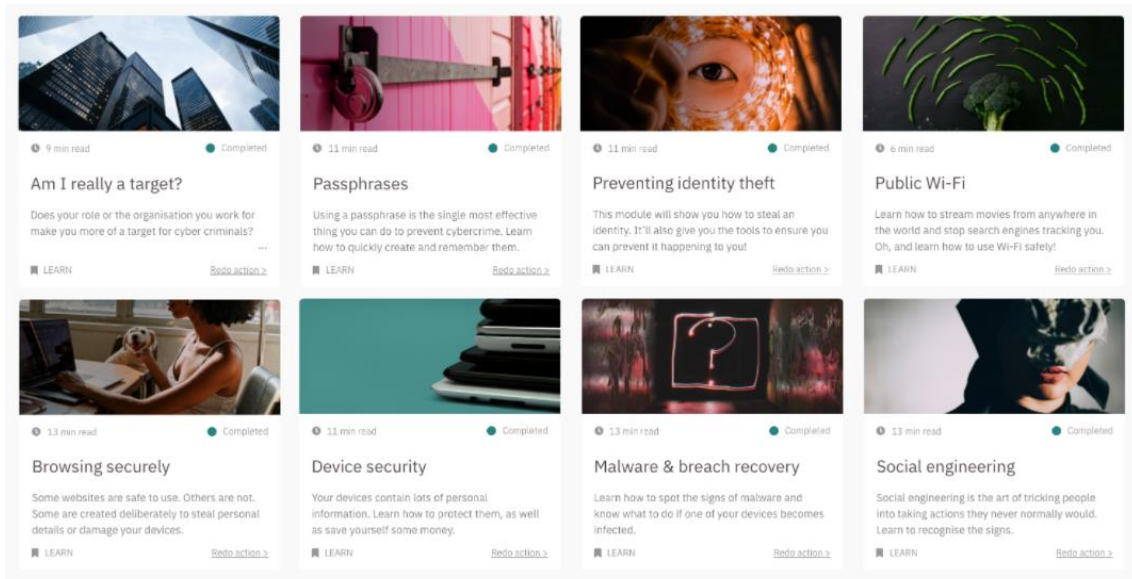 9 min read Completed
Am I really a target?
Does your role or the organisation you work for
make you more of a target for cyber criminals?
...
LEARN Redo action >
11 min read Completed
Passphrases
Using a passphrase is the single most effective
thing you can do to prevent cybercrime. Learn
how to quickly create and remember them.
LEARN Redo action >
11 min read Completed
Preventing identity theft
This module will show you how to steal an
identity. It'll also give you the tools to ensure you
can prevent it happening to you!
LEARN Redo action >
6 min read Completed
Public Wi-Fi
Learn how to stream movies from anywhere in
the world and stop search engines tracking you.
Oh, and learn how to use Wi-Fi safely!
LEARN Redo action >
13 min read Completed
Browsing securely
Some websites are safe to use. Others are not.
Some are created deliberately to steal personal
details or damage your devices.
LEARN Redo action >
11 min read Completed
Device security
Your devices contain lots of personal
information. Learn how to protect them, as well
as save yourself some money.
LEARN Redo action >
13 min read Completed
Malware & breach recovery
Learn how to spot the signs of malware and
know what to do if one of your devices becomes
infected.
LEARN Redo action >
13 min read Completed
Social engineering
Social engineering is the art of tricking people
into taking actions they never normally would.
Learn to recognise the signs.
LEARN Redo action >